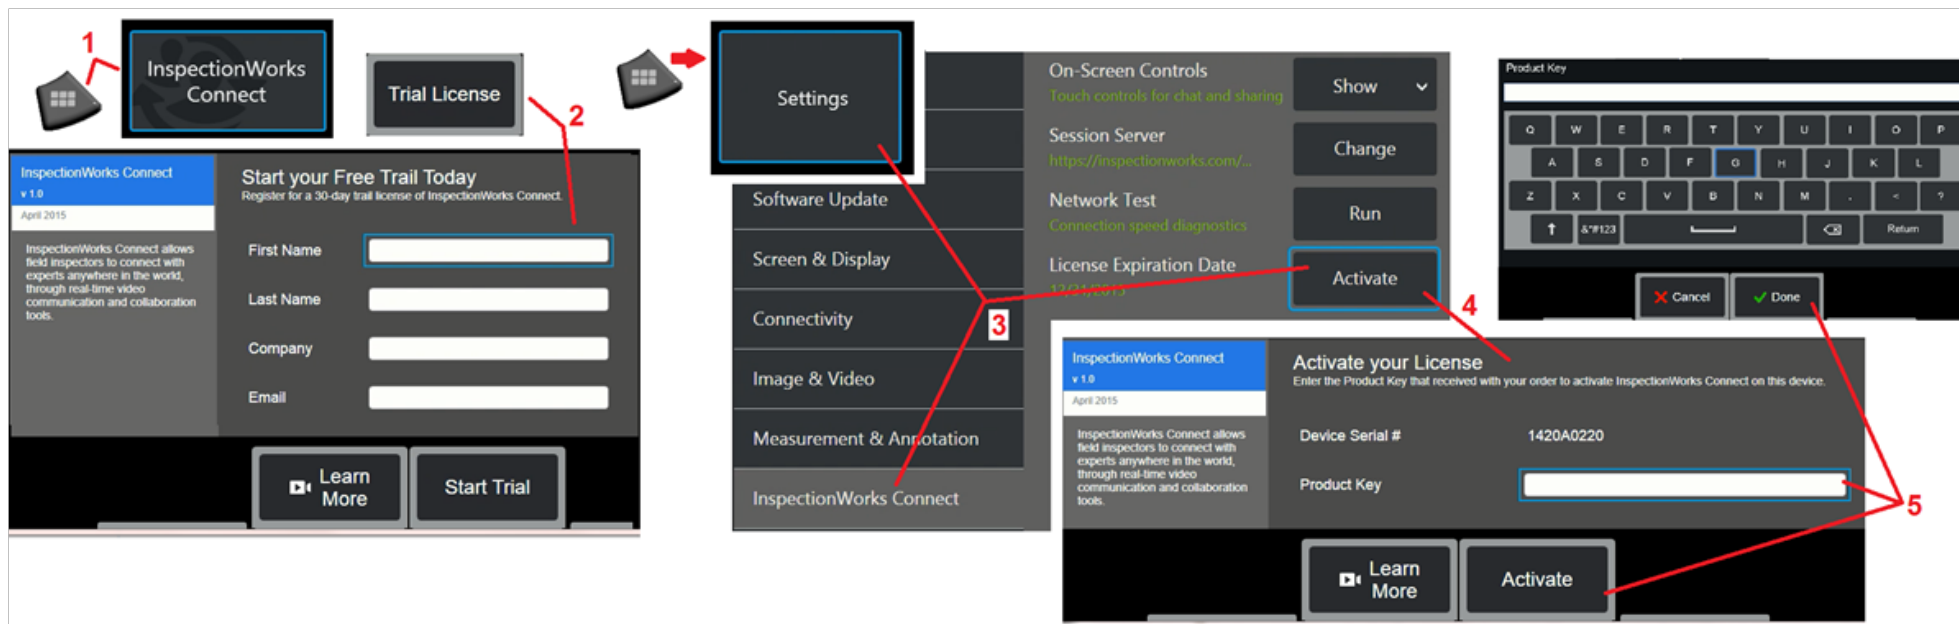 1
InspectionWorks
Connect
Trial License
2
InspectionWorks Connect
v 1.0
April 2015
InspectionWorks Connect allows
field inspectors to connect with
experts anywhere in the world,
through real-time video
communication and collaboration
tools.
Start your Free Trail Today
Register for a 30-day trail license of InspectionWorks Connect.
First Name
Last Name
Company
Email
Learn
More
Start Trial
Settings
Software Update
Screen & Display
Connectivity
Image & Video
Measurement & Annotation
InspectionWorks Connect
3
On-Screen Controls
Touch controls for chat and sharing
Show
Session Server
https://inspectionworks.com/...
Change
Network Test
Connection speed diagnostics
Run
License Expiration Date
Activate
4
InspectionWorks Connect
v 1.0
April 2015
InspectionWorks Connect allows
field inspectors to connect with
experts anywhere in the world,
through real-time video
communication and collaboration
tools.
Activate your License
Enter the Product Key that received with your order to activate InspectionWorks Connect on this device.
Device Serial # 1420A0220
Product Key
Learn
More
Activate
Product Key
Q W E R T Y U I O P
A S D F G H J K L
Z X C V B N M . < ?
&*#123 Return
Cancel Done
5